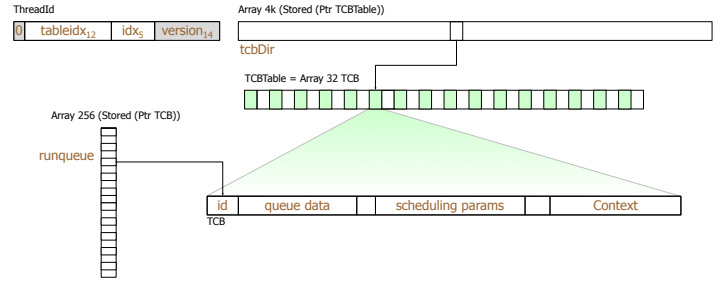 ThreadId
0 tableidx12 idx5 version14
Array 4k (Stored (Ptr TCBTable))
tcbDir
TCBTable = Array 32 TCB
Array 256 (Stored (Ptr TCB))
runqueue
id queue data scheduling params Context
TCB